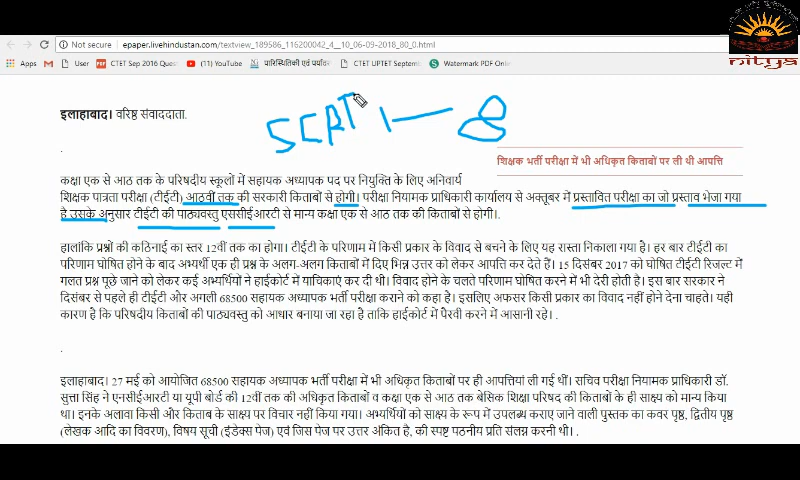 Not secure | epaper.livehindustan.com/textview_189586_116200042_4__10_06-09-2018_80_0.html
Apps M User CTET Sep 2016 Quest (11) YouTube पारिस्थितिकी एवं पर्यावर CTET UPTET Septemb Watermark PDF Onli
nitya
SCRT 1 — 8
इलाहाबाद। वरिष्ठ संवाददाता.
.
शिक्षक भर्ती परीक्षा में भी अधिकृत किताबों पर ली थी आपत्ति
कक्षा एक से आठ तक के परिषदीय स्कूलों में सहायक अध्यापक पद पर नियुक्ति के लिए अनिवार्य
शिक्षक पात्रता परीक्षा (टीईटी) आठवीं तक की सरकारी किताबों से होगी। परीक्षा नियामक प्राधिकारी कार्यालय से अक्तूबर में प्रस्तावित परीक्षा का जो प्रस्ताव भेजा गया
है उसके अनुसार टीईटी की पाठ्यवस्तु एससीईआरटी से मान्य कक्षा एक से आठ तक की किताबों से होगी।.
हालांकि प्रश्नों की कठिनाई का स्तर 12वीं तक का होगा। टीईटी के परिणाम में किसी प्रकार के विवाद से बचने के लिए यह रास्ता निकाला गया है। हर बार टीईटी का
परिणाम घोषित होने के बाद अभ्यर्थी एक ही प्रश्न के अलग-अलग किताबों में दिए भिन्न उत्तर को लेकर आपत्ति कर देते हैं। 15 दिसंबर 2017 को घोषित टीईटी रिजल्ट में
गलत प्रश्न पूछे जाने को लेकर कई अभ्यर्थियों ने हाईकोर्ट में याचिकाएं कर दी थी। विवाद होने के चलते परिणाम घोषित करने में भी देरी होती है। इस बार सरकार ने
दिसंबर से पहले ही टीईटी और अगली 68500 सहायक अध्यापक भर्ती परीक्षा कराने को कहा है। इसलिए अफसर किसी प्रकार का विवाद नहीं होने देना चाहते। यही
कारण है कि परिषदीय किताबों की पाठ्यवस्तु को आधार बनाया जा रहा है ताकि हाईकोर्ट में पैरवी करने में आसानी रहे। .
.
इलाहाबाद। 27 मई को आयोजित 68500 सहायक अध्यापक भर्ती परीक्षा में भी अधिकृत किताबों पर ही आपत्तियां ली गई थीं। सचिव परीक्षा नियामक प्राधिकारी डॉ.
सुत्ता सिंह ने एनसीईआरटी या यूपी बोर्ड की 12वीं तक की अधिकृत किताबों व कक्षा एक से आठ तक बेसिक शिक्षा परिषद की किताबों के ही साक्ष्य को मान्य किया
था। इनके अलावा किसी और किताब के साक्ष्य पर विचार नहीं किया गया। अभ्यर्थियों को साक्ष्य के रूप में उपलब्ध कराए जाने वाली पुस्तक का कवर पृष्ठ, द्वितीय पृष्ठ
(लेखक आदि का विवरण), विषय सूची (इंडेक्स पेज) एवं जिस पेज पर उत्तर अंकित है, की स्पष्ट पठनीय प्रति संलग्न करनी थी। .